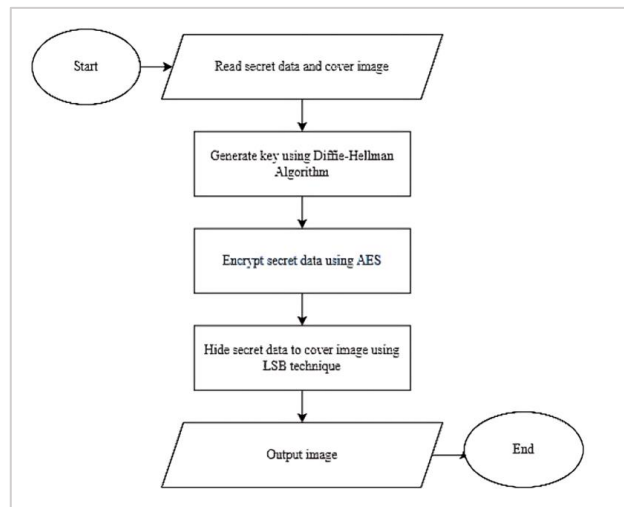 Start
Read secret data and cover image
Generate key using Diffie-Hellman
Algorithm
Encrypt secret data using AES
Hide secret data to cover image using
LSB technique
Output image
End